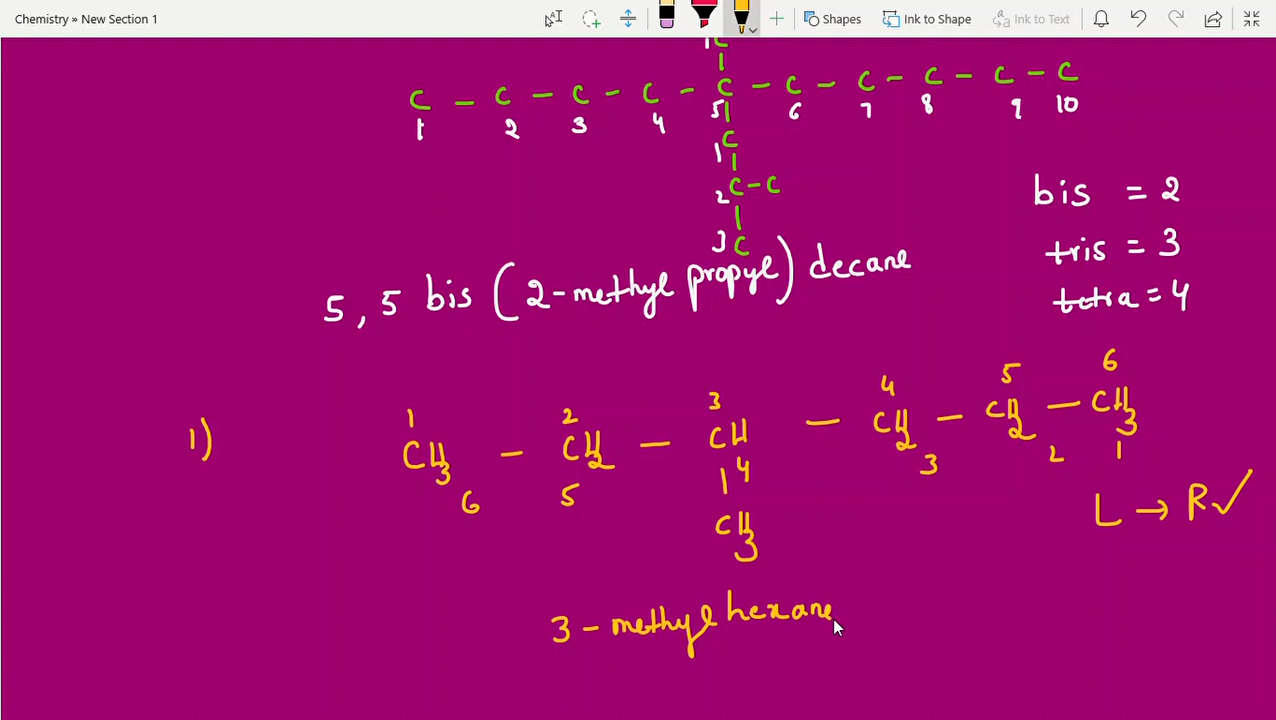 Chemistry » New Section 1
Shapes
Ink to Shape
Ink to Text
1 C
C - C - C - C - C - C - C - C - C - C
1 2 3 4 5 6 7 8 9 10
1 C
2 C - C
3 C
bis = 2
tris = 3
tetra = 4
5, 5 bis (2-methyl propyl) decane
1 2 3 4 5 6
1) CH3 - CH2 - CH - CH2 - CH2 - CH3
6 5 4 3 2 1
CH3
L → R ✓
3 - methyl hexane